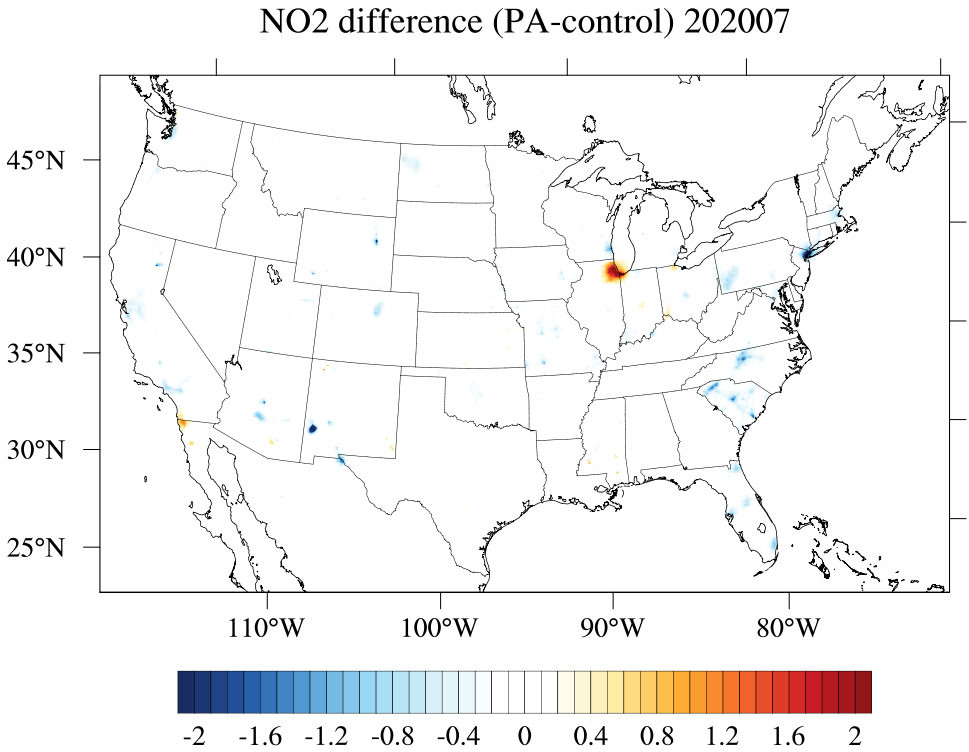 NO2 difference (PA-control) 202007
45°N
40°N
35°N
30°N
25°N
110°W 100°W 90°W 80°W
-2 -1.6 -1.2 -0.8 -0.4 0 0.4 0.8 1.2 1.6 2